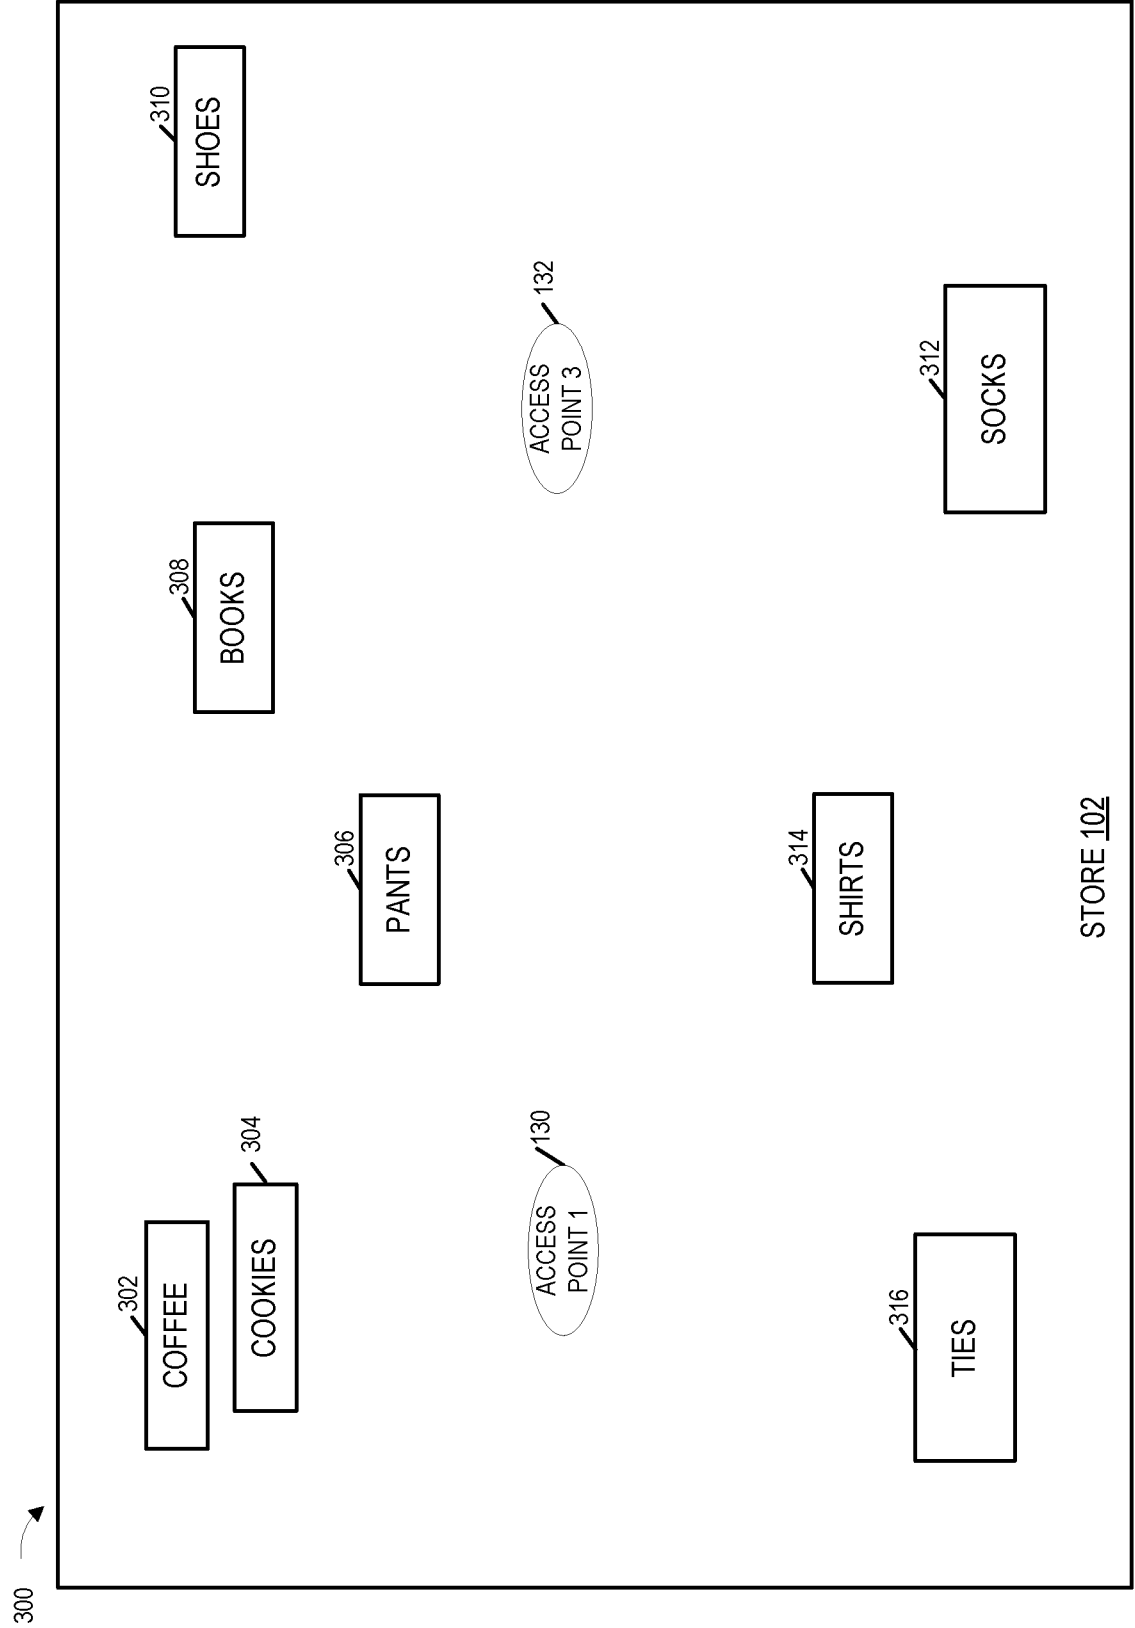 300
302
COFFEE
304
COOKIES
306
PANTS
308
BOOKS
310
SHOES
130
ACCESS
POINT 1
132
ACCESS
POINT 3
316
TIES
314
SHIRTS
312
SOCKS
STORE 102